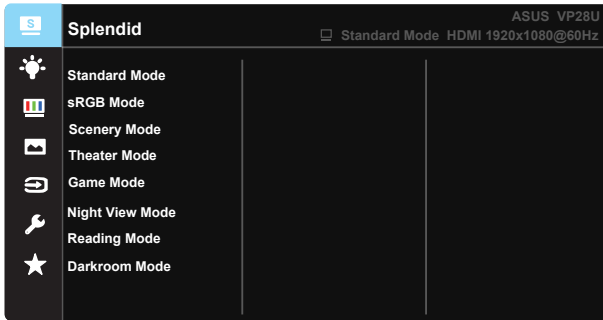 S
Splendid
ASUS VP28U
Standard Mode HDMI 1920x1080@60Hz
Standard Mode
sRGB Mode
Scenery Mode
Theater Mode
Game Mode
Night View Mode
Reading Mode
Darkroom Mode